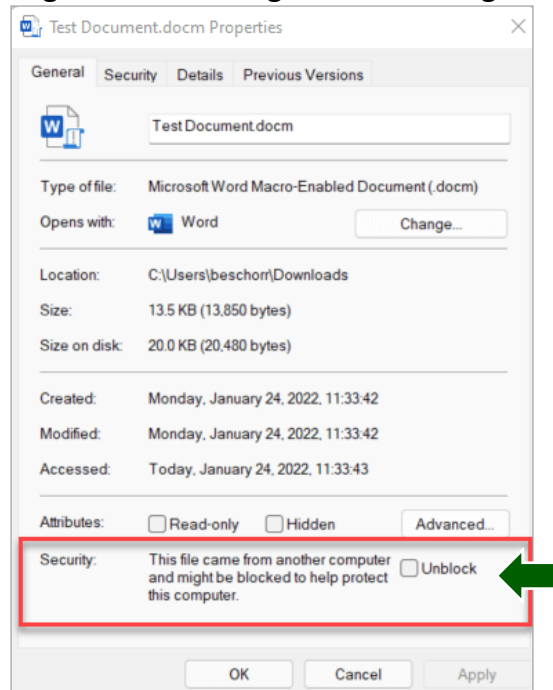 Test Document.docm Properties
General Security Details Previous Versions
W
Test Document.docm
Type of file: Microsoft Word Macro-Enabled Document (.docm)
Opens with: W Word Change...
Location: C:\Users\beschorr\Downloads
Size: 13.5 KB (13,850 bytes)
Size on disk: 20.0 KB (20,480 bytes)
Created: Monday, January 24, 2022, 11:33:42
Modified: Monday, January 24, 2022, 11:33:42
Accessed: Today, January 24, 2022, 11:33:43
Attributes: Read-only Hidden Advanced...
Security: This file came from another computer
and might be blocked to help protect Unblock
this computer.
OK Cancel Apply